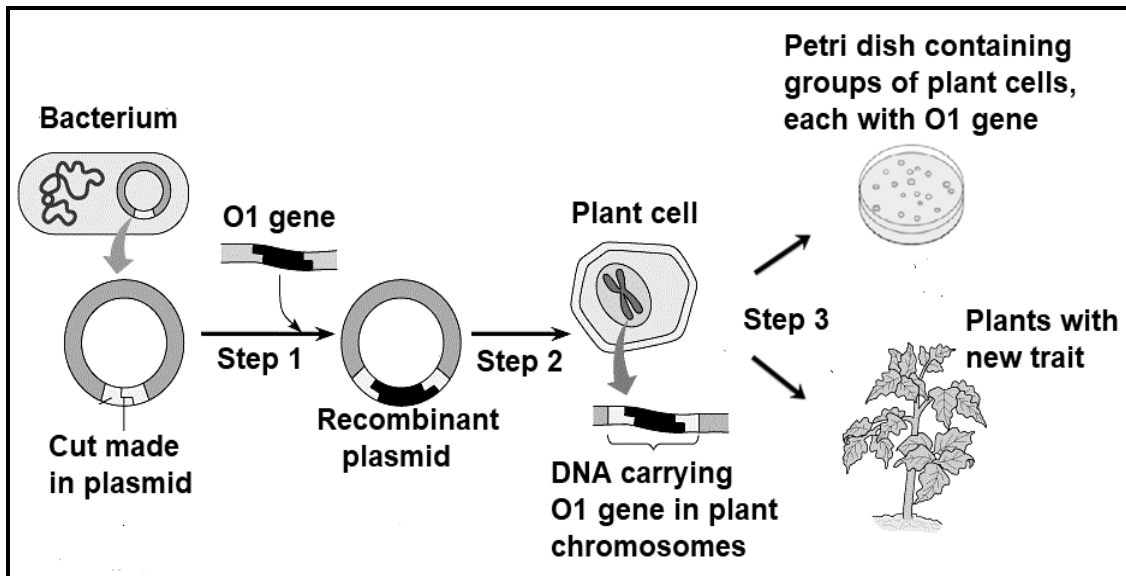 Petri dish containing
groups of plant cells,
each with O1 gene
Bacterium
O1 gene
Plant cell
Step 1
Step 2
Step 3
Plants with
new trait
Cut made
in plasmid
Recombinant
plasmid
DNA carrying
O1 gene in plant
chromosomes